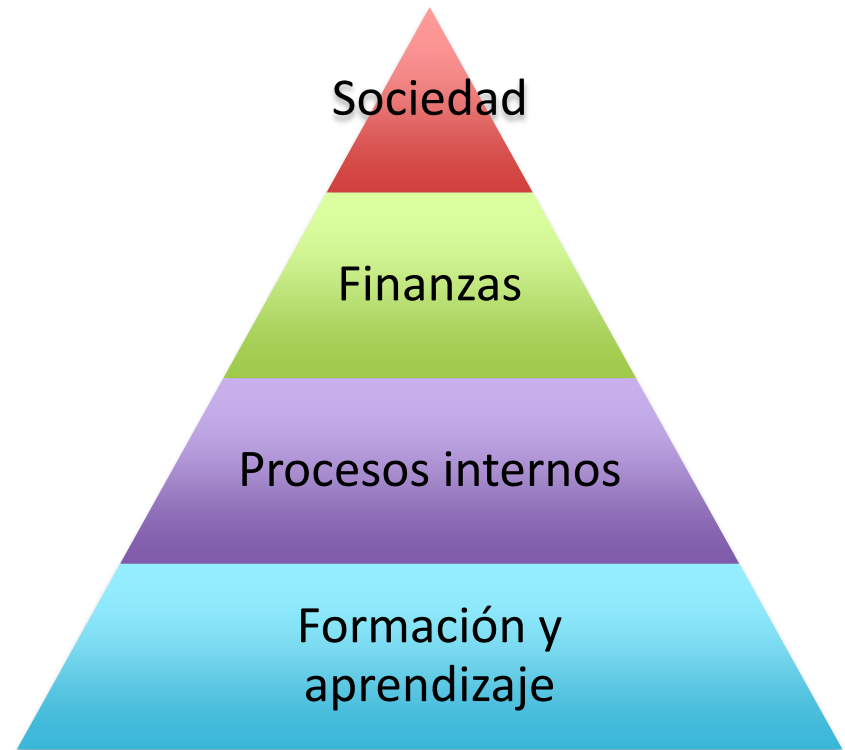 Sociedad
Finanzas
Procesos internos
Formación y
aprendizaje